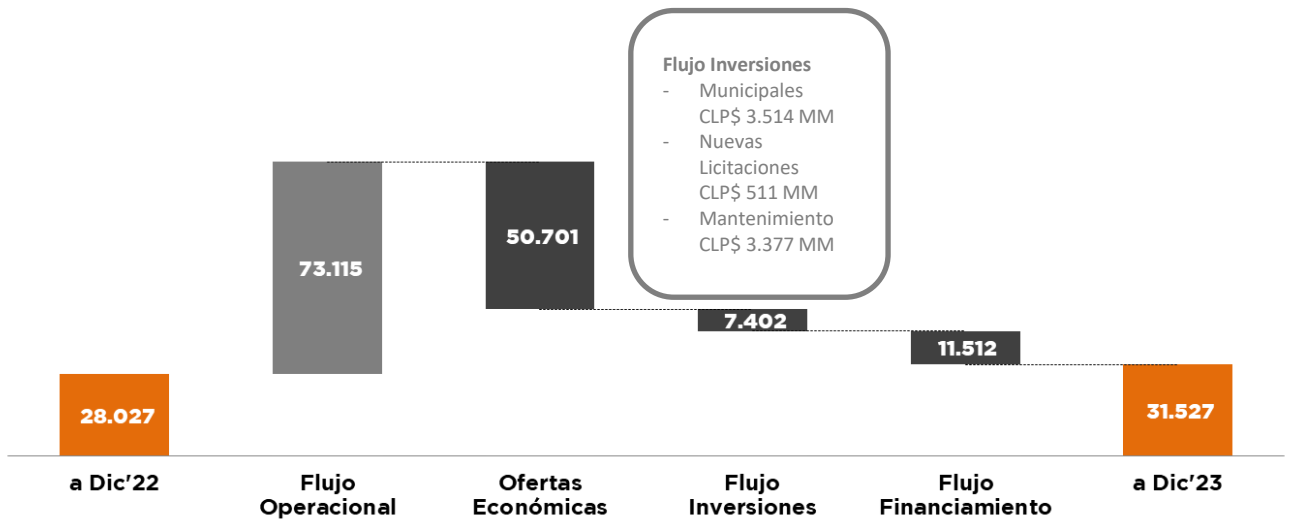 Flujo Inversiones
- Municipales
CLP$ 3.514 MM
- Nuevas
Licitaciones
CLP$ 511 MM
- Mantenimiento
CLP$ 3.377 MM
28.027
73.115
50.701
7.402
11.512
31.527
a Dic'22
Flujo
Operacional
Ofertas
Económicas
Flujo
Inversiones
Flujo
Financiamiento
a Dic'23